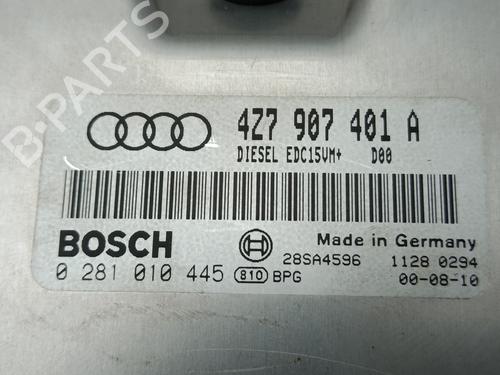 4Z7 907 401 A
DIESEL EDC15VM+ D00
BOSCH
Made in Germany
28SA4596 1128 0294
0 281 010 445 810 BPG 00-08-10
B-PARTS